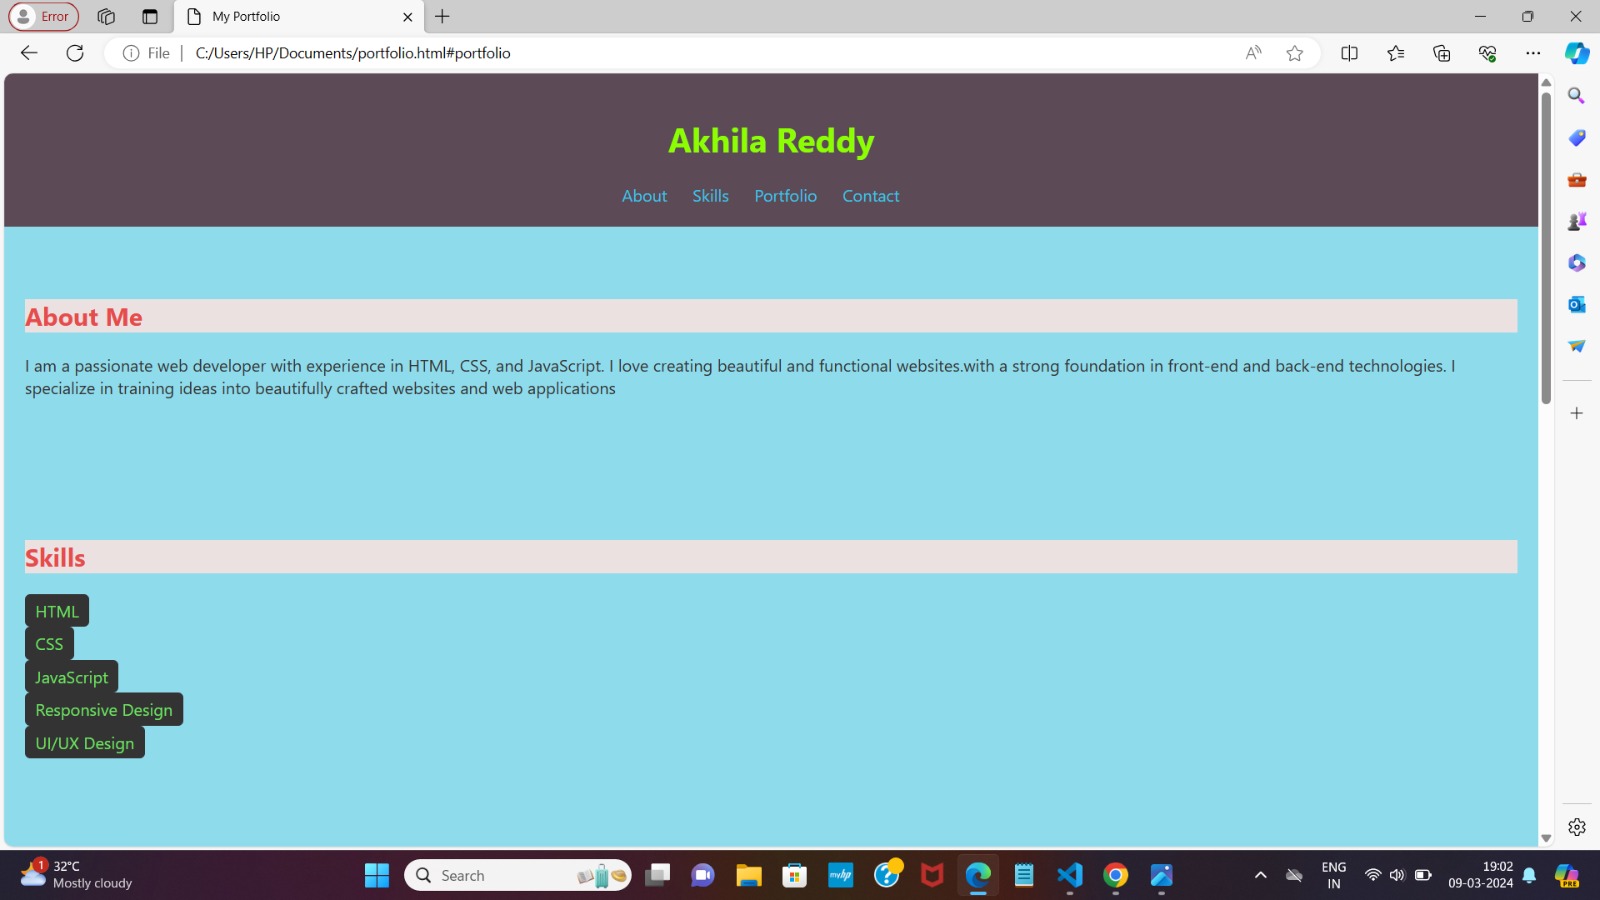 Error
My Portfolio
File
C:/Users/HP/Documents/portfolio.html#portfolio
Akhila Reddy
About Skills Portfolio Contact
About Me
I am a passionate web developer with experience in HTML, CSS, and JavaScript. I love creating beautiful and functional websites.with a strong foundation in front-end and back-end technologies. I
specialize in training ideas into beautifully crafted websites and web applications
Skills
HTML
CSS
JavaScript
Responsive Design
UI/UX Design
1
32°C
Mostly cloudy
Search
myhp
ENG
IN
19:02
09-03-2024
PRE